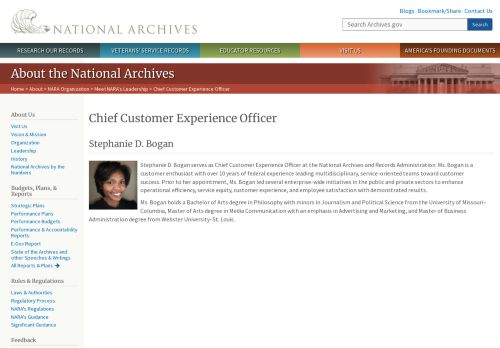 Blogs · Bookmark/Share · Contact Us
NATIONAL ARCHIVES
Search Archives.gov
Search
RESEARCH OUR RECORDS
VETERANS' SERVICE RECORDS
EDUCATOR RESOURCES
VISIT US
AMERICA'S FOUNDING DOCUMENTS
About the National Archives
Home > About > NARA Organization > Meet NARA's Leadership > Chief Customer Experience Officer
About Us
Visit Us
Vision & Mission
Organization
Leadership
History
National Archives by the
Numbers
Budgets, Plans, &
Reports
Strategic Plans
Performance Plans
Performance Budgets
Performance & Accountability
Reports
E-Gov Report
State of the Archives and
other Speeches & Writings
All Reports & Plans
Rules & Regulations
Laws & Authorities
Regulatory Process
NARA's Regulations
NARA's Guidance
Significant Guidance
Feedback
Chief Customer Experience Officer
Stephanie D. Bogan
Stephanie D. Bogan serves as Chief Customer Experience Officer at the National Archives and Records Administration. Ms. Bogan is a
customer enthusiast with over 10 years of federal experience leading multidisciplinary, service-oriented teams toward customer
success. Prior to her appointment, Ms. Bogan led several enterprise-wide initiatives in the public and private sectors to enhance
operational efficiency, service equity, customer experience, and employee satisfaction with demonstrated results.
Ms. Bogan holds a Bachelor of Arts degree in Philosophy with minors in Journalism and Political Science from the University of Missouri–
Columbia, Master of Arts degree in Media Communication with an emphasis in Advertising and Marketing, and Master of Business
Administration degree from Webster University–St. Louis.